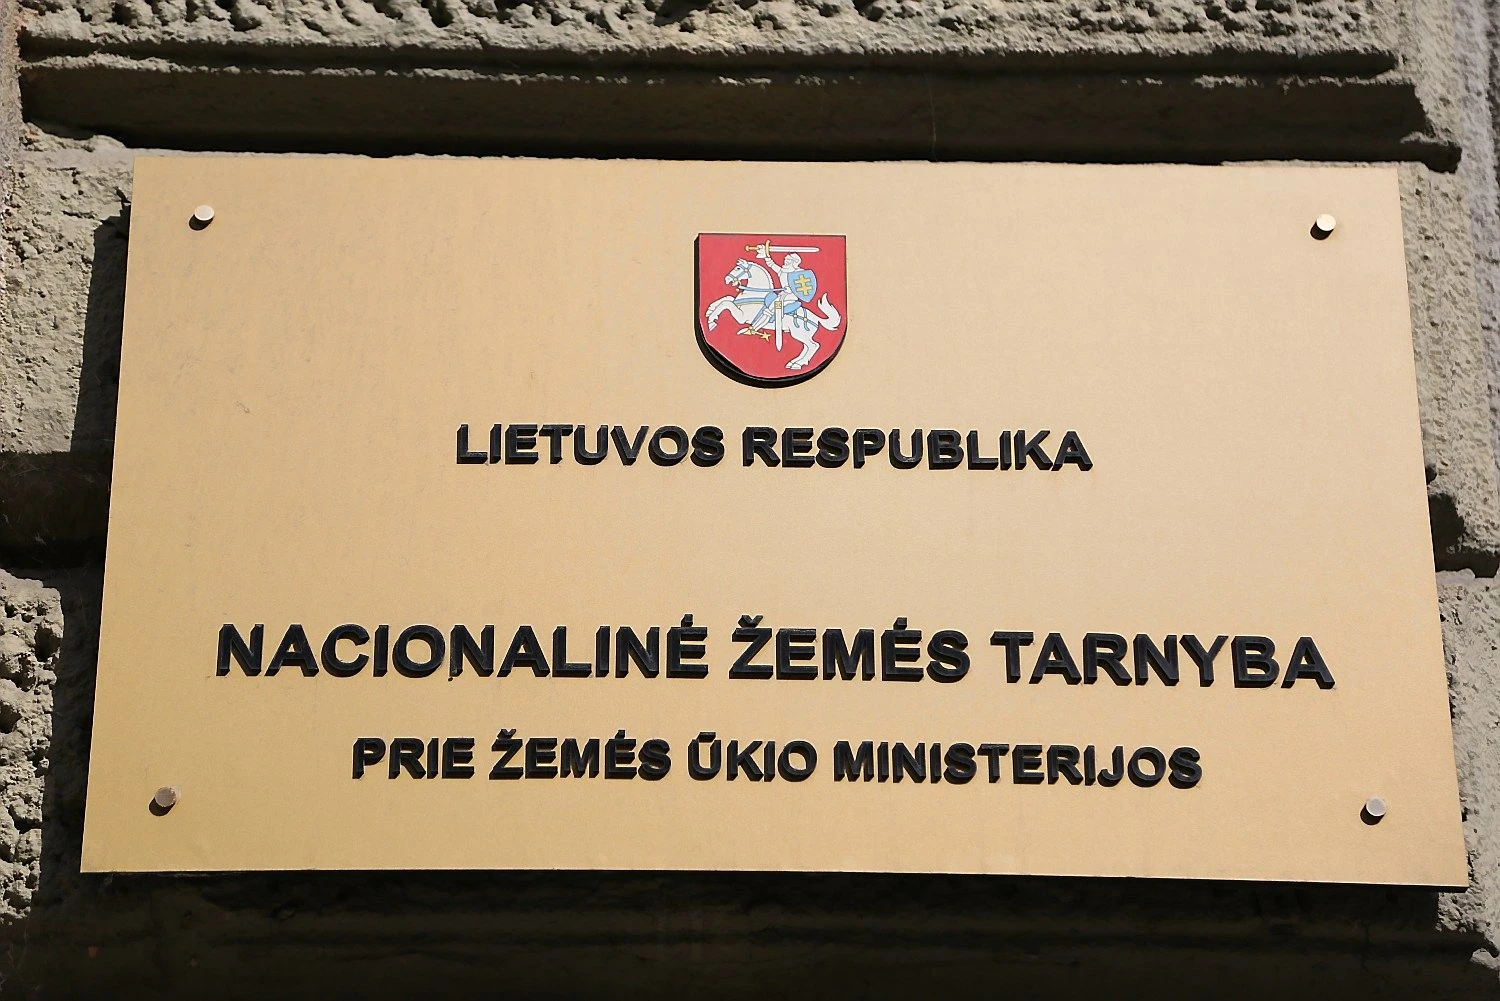 LIETUVOS RESPUBLIKA
NACIONALINĖ ŽEMĖS TARNYBA
PRIE ŽEMĖS ŪKIO MINISTERIJOS